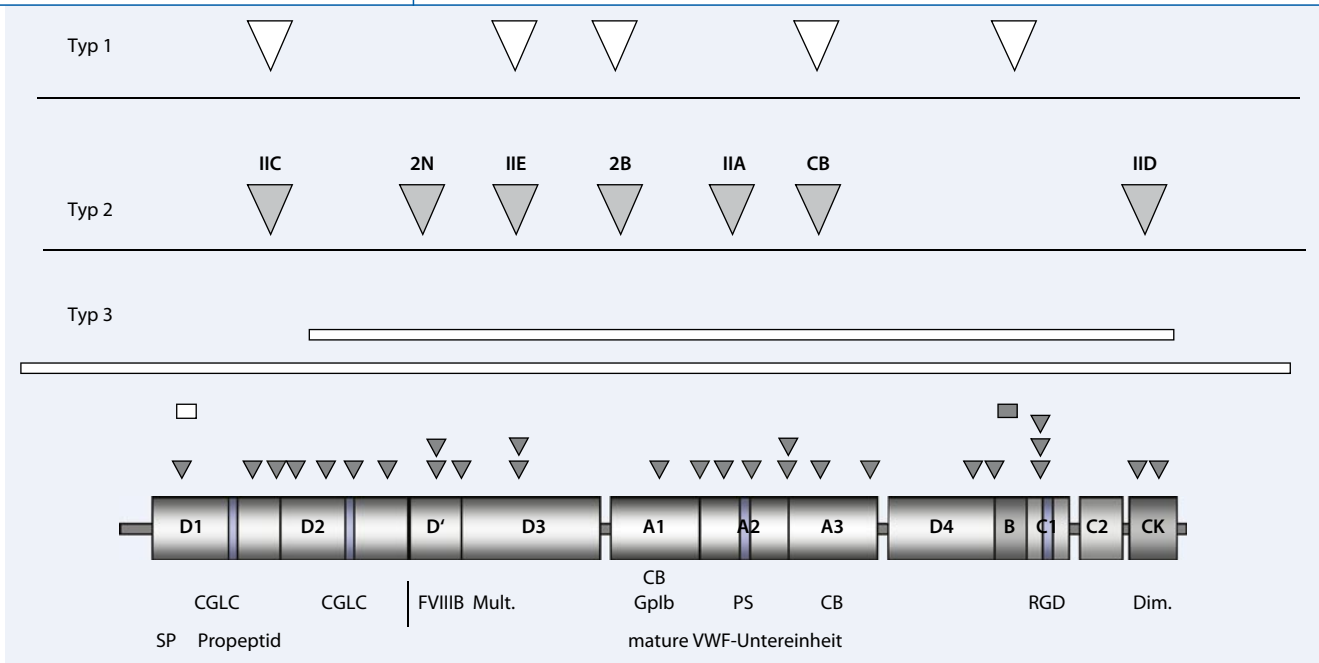 Typ 1
IIC 2N IIE 2B IIA CB IID
Typ 2
Typ 3
D1 D2 D′ D3 A1 A2 A3 D4 B C1 C2 CK
CB
CGLC CGLC FVIIIB Mult. GpIb PS CB RGD Dim.
SP Propeptid mature VWF-Untereinheit